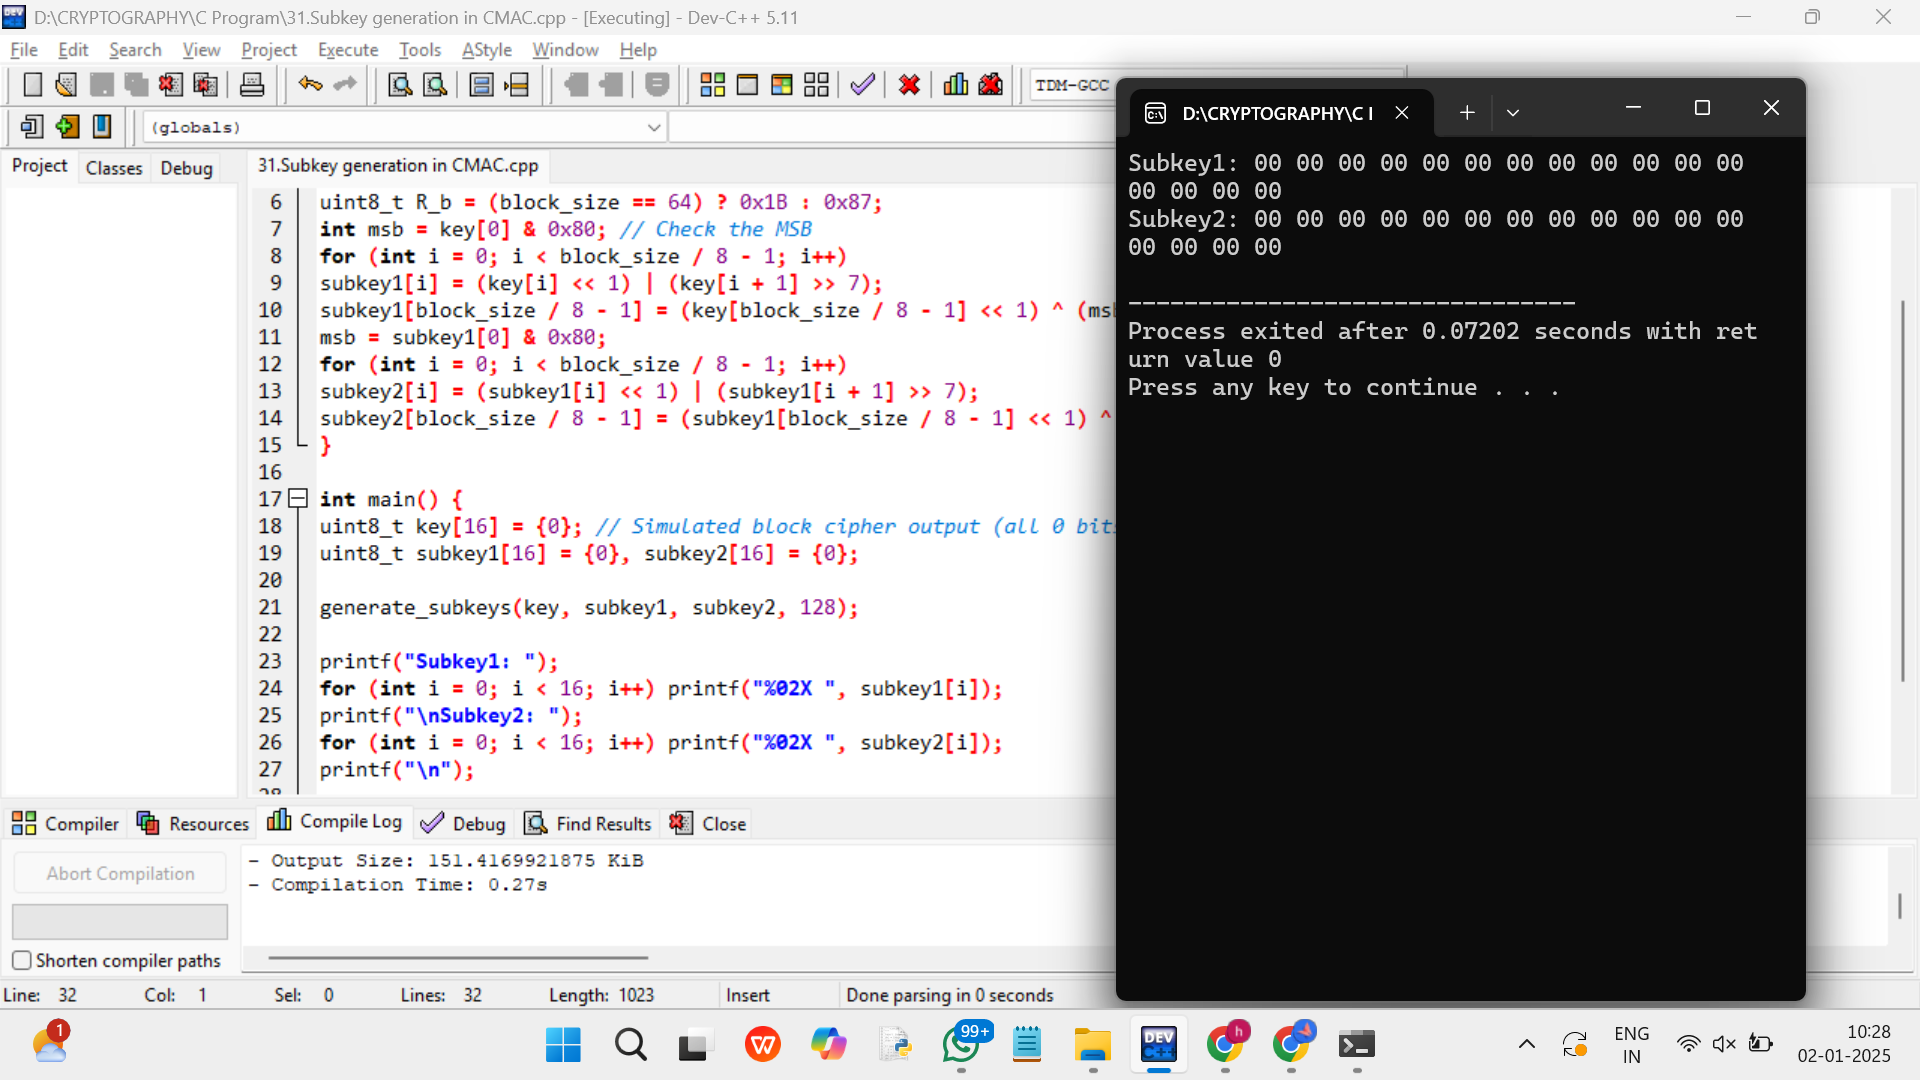 D:\CRYPTOGRAPHY\C Program\31.Subkey generation in CMAC.cpp - [Executing] - Dev-C++ 5.11
File Edit Search View Project Execute Tools AStyle Window Help
TDM-GCC
(globals)
Project Classes Debug
31.Subkey generation in CMAC.cpp
6 uint8_t R_b = (block_size == 64) ? 0x1B : 0x87;
7 int msb = key[0] & 0x80; // Check the MSB
8 for (int i = 0; i < block_size / 8 - 1; i++)
9 subkey1[i] = (key[i] << 1) | (key[i + 1] >> 7);
10 subkey1[block_size / 8 - 1] = (key[block_size / 8 - 1] << 1) ^ (msb
11 msb = subkey1[0] & 0x80;
12 for (int i = 0; i < block_size / 8 - 1; i++)
13 subkey2[i] = (subkey1[i] << 1) | (subkey1[i + 1] >> 7);
14 subkey2[block_size / 8 - 1] = (subkey1[block_size / 8 - 1] << 1) ^
15 }
16
17 int main() {
18 uint8_t key[16] = {0}; // Simulated block cipher output (all 0 bits
19 uint8_t subkey1[16] = {0}, subkey2[16] = {0};
20
21 generate_subkeys(key, subkey1, subkey2, 128);
22
23 printf("Subkey1: ");
24 for (int i = 0; i < 16; i++) printf("%02X ", subkey1[i]);
25 printf("\nSubkey2: ");
26 for (int i = 0; i < 16; i++) printf("%02X ", subkey2[i]);
27 printf("\n");
28
D:\CRYPTOGRAPHY\C
Subkey1: 00 00 00 00 00 00 00 00 00 00 00 00
00 00 00 00
Subkey2: 00 00 00 00 00 00 00 00 00 00 00 00
00 00 00 00
--------------------------------
Process exited after 0.07202 seconds with ret
urn value 0
Press any key to continue . . .
Compiler Resources Compile Log Debug Find Results Close
Abort Compilation
Shorten compiler paths
- Output Size: 151.4169921875 KiB
- Compilation Time: 0.27s
Line: 32 Col: 1 Sel: 0 Lines: 32 Length: 1023 Insert Done parsing in 0 seconds
1
99+
DEV
C++
h
ENG
IN
10:28
02-01-2025